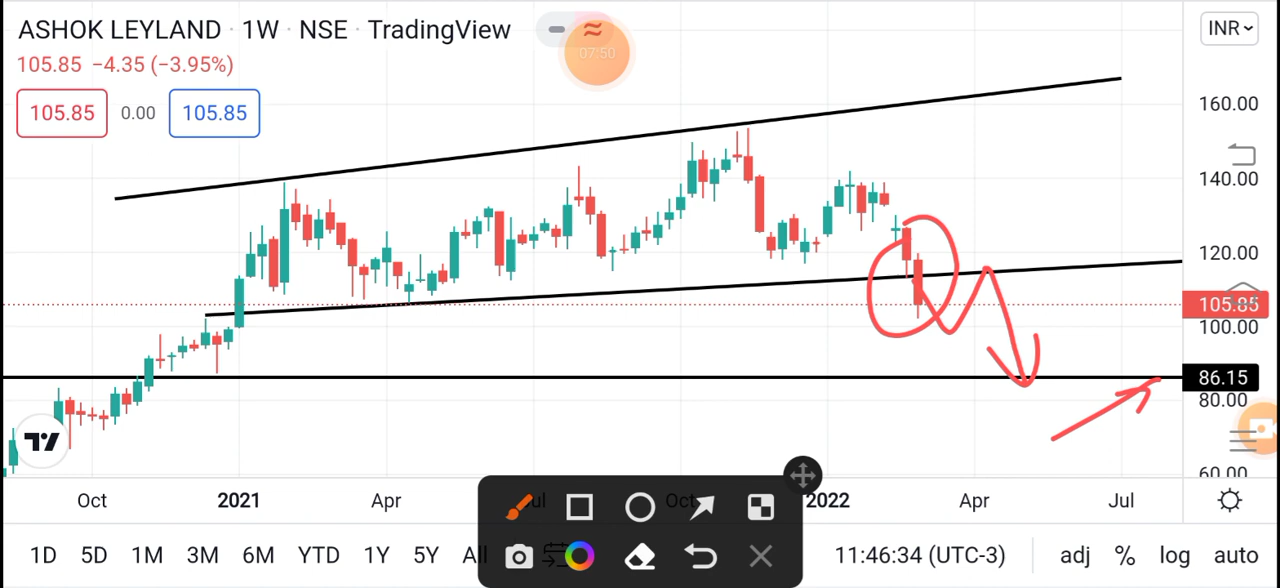 ASHOK LEYLAND · 1W · NSE · TradingView
INR
07:50
105.85 −4.35 (−3.95%)
105.85 0.00 105.85
160.00
140.00
120.00
105.85
100.00
86.15
80.00
60.00
Oct 2021 Apr Jul Oct 2022 Apr Jul
1D 5D 1M 3M 6M YTD 1Y 5Y All 11:46:34 (UTC-3) adj % log auto